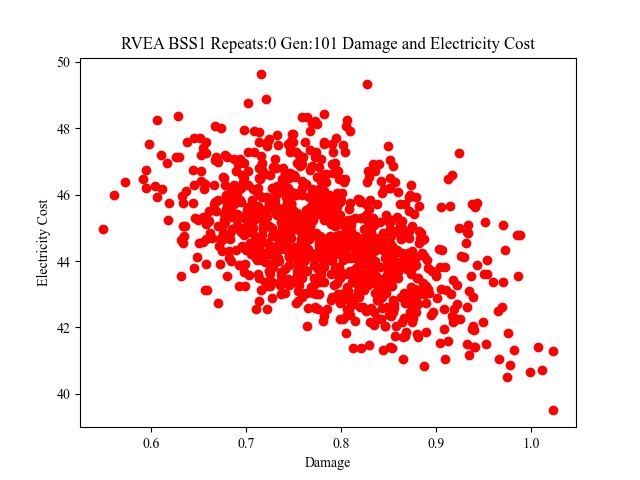 RVEA BSS1 Repeats:0 Gen:101 Damage and Electricity Cost
50
48
46
44
42
40
Electricity Cost
0.6 0.7 0.8 0.9 1.0
Damage